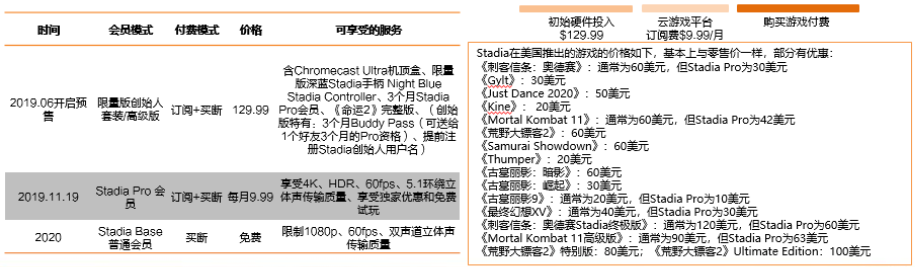 时间 会员模式 付费模式 价格 可享受的服务
2019.06开启预售 限量版创始人套装/高级版 订阅+买断 129.99 含Chromecast Ultra机顶盒、限量版深蓝Stadia手柄 Night Blue Stadia Controller、3个月Stadia Pro会员、《命运2》完整版、（创始版特有：3个月Buddy Pass（可送给1个好友3个月的Pro资格）、提前注册Stadia创始人用户名）
2019.11.19 Stadia Pro 会员 订阅+买断 每月9.99 享受4K、HDR、60fps、5.1环绕立体声传输质量、享受独家优惠和免费试玩
2020 Stadia Base 普通会员 买断 免费 限制1080p、60fps、双声道立体声传输质量
初始硬件投入
$129.99
云游戏平台
订阅费$9.99/月
购买游戏付费
Stadia在美国推出的游戏的价格如下，基本上与零售价一样，部分有优惠：
《刺客信条：奥德赛》：通常为60美元，但Stadia Pro为30美元
《Gylt》：30美元
《Just Dance 2020》：50美元
《Kine》：20美元
《Mortal Kombat 11》：通常为60美元，但Stadia Pro为42美元
《荒野大镖客2》：60美元
《Samurai Showdown》：60美元
《Thumper》：20美元
《古墓丽影：暗影》：60美元
《古墓丽影：崛起》：30美元
《古墓丽影9》：通常为20美元，但Stadia Pro为10美元
《最终幻想XV》：通常为40美元，但Stadia Pro为30美元
《刺客信条：奥德赛Stadia终极版》：通常为120美元，但Stadia Pro为60美元
《Mortal Kombat 11高级版》：通常为90美元，但Stadia Pro为63美元
《荒野大镖客2》特别版：80美元；《荒野大镖客2》Ultimate Edition：100美元